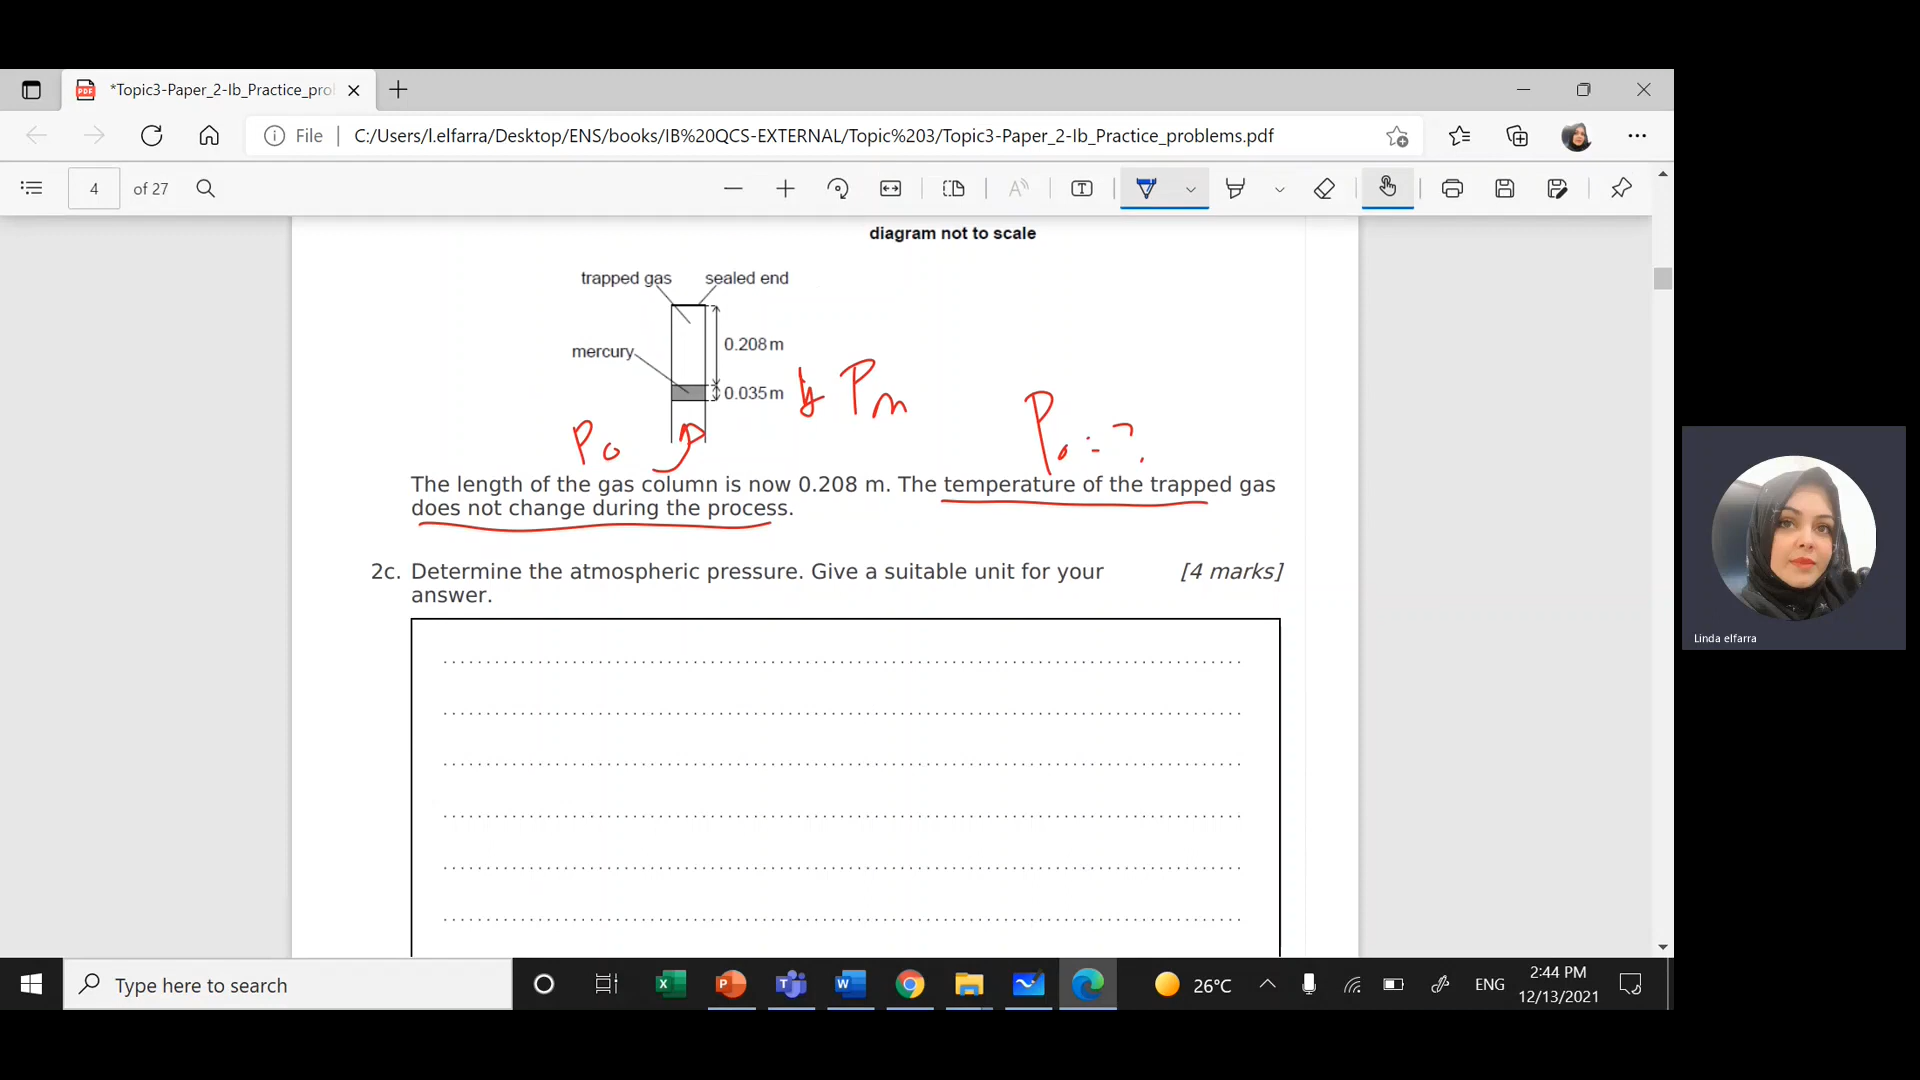 *Topic3-Paper_2-Ib_Practice_pro
File
C:/Users/l.elfarra/Desktop/ENS/books/IB%20QCS-EXTERNAL/Topic%203/Topic3-Paper_2-Ib_Practice_problems.pdf
4 of 27
diagram not to scale
trapped gas sealed end
0.208 m
mercury
0.035 m
Pm
Po
Po = ?
The length of the gas column is now 0.208 m. The temperature of the trapped gas
does not change during the process.
2c. Determine the atmospheric pressure. Give a suitable unit for your [4 marks]
answer.
Linda elfarra
Type here to search
26°C
ENG
2:44 PM
12/13/2021